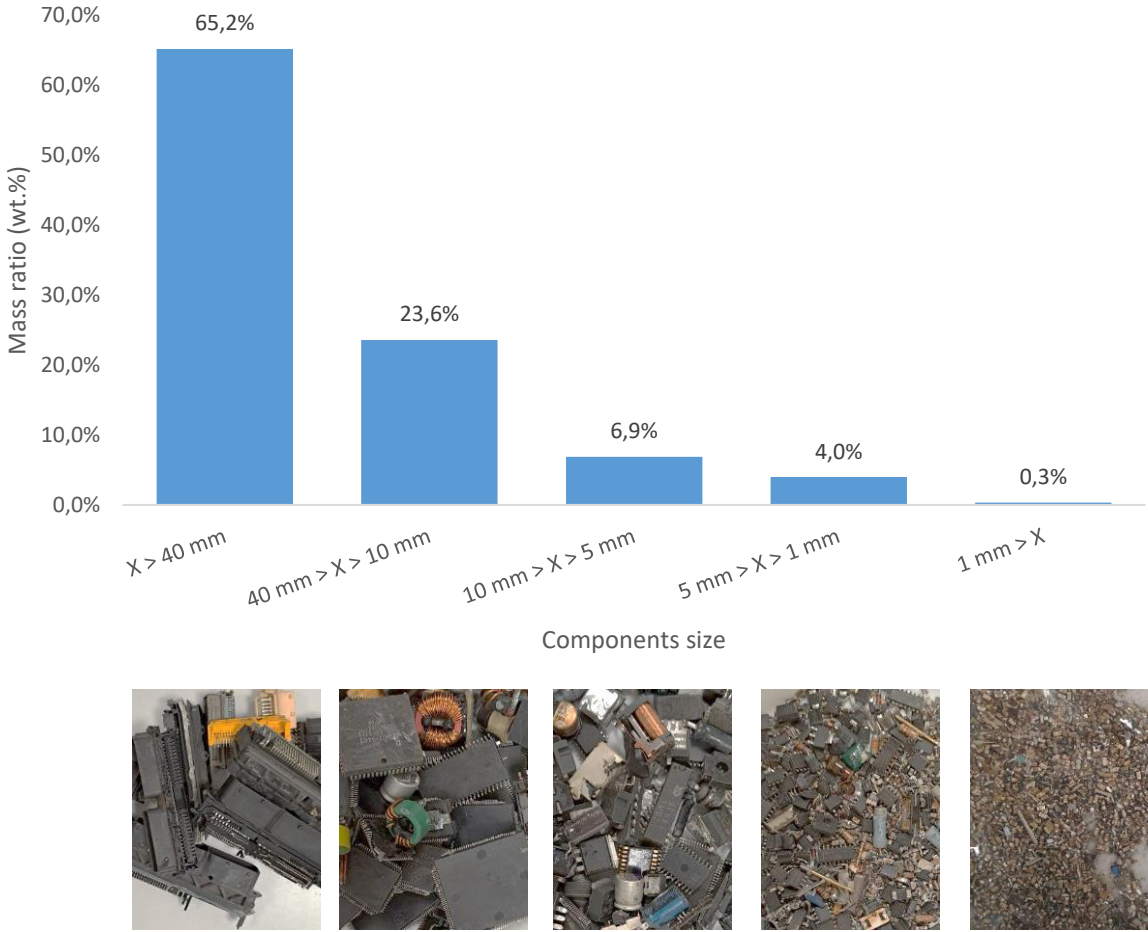 70,0%
60,0%
50,0%
40,0%
30,0%
20,0%
10,0%
0,0%
Mass ratio (wt.%)
65,2%
23,6%
6,9%
4,0%
0,3%
X > 40 mm
40 mm > X > 10 mm
10 mm > X > 5 mm
5 mm > X > 1 mm
1 mm > X
Components size